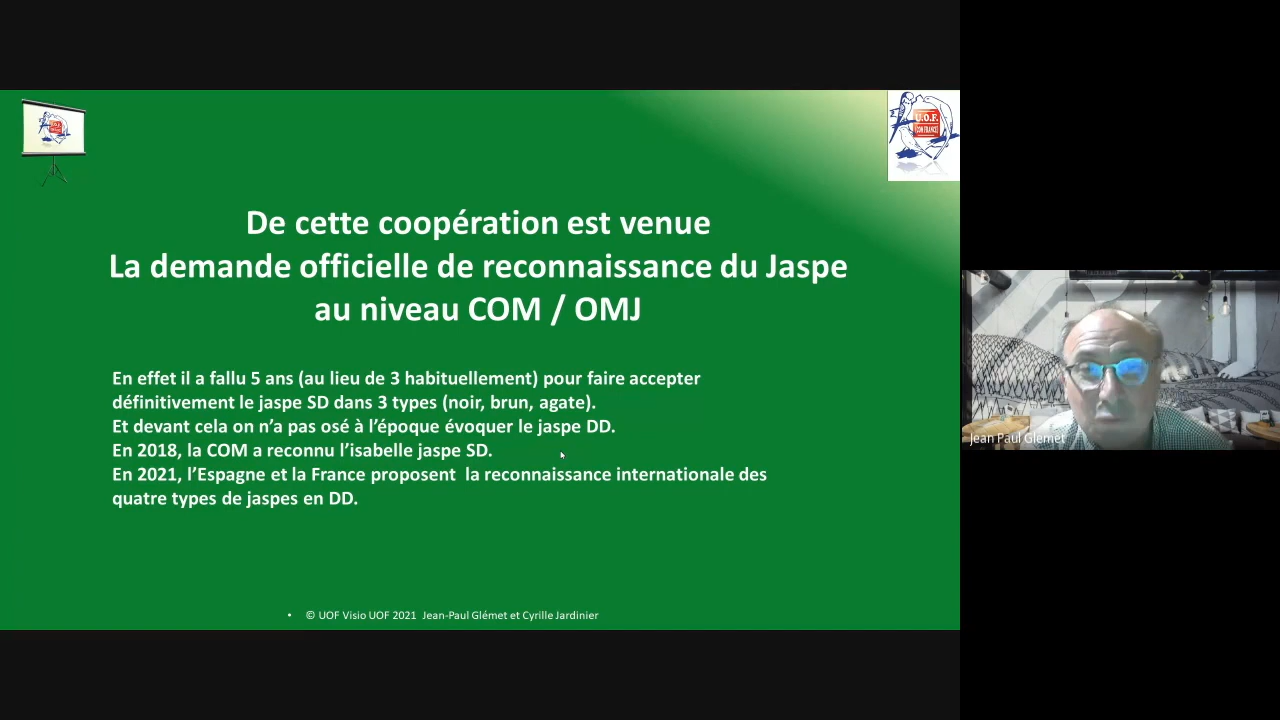 U.O.F.
COM FRANCE
De cette coopération est venue
La demande officielle de reconnaissance du Jaspe
au niveau COM / OMJ
En effet il a fallu 5 ans (au lieu de 3 habituellement) pour faire accepter
définitivement le jaspe SD dans 3 types (noir, brun, agate).
Et devant cela on n’a pas osé à l’époque évoquer le jaspe DD.
En 2018, la COM a reconnu l’isabelle jaspe SD.
En 2021, l’Espagne et la France proposent  la reconnaissance internationale des
quatre types de jaspes en DD.
Jean Paul Glemet
• © UOF Visio UOF 2021  Jean-Paul Glémet et Cyrille Jardinier